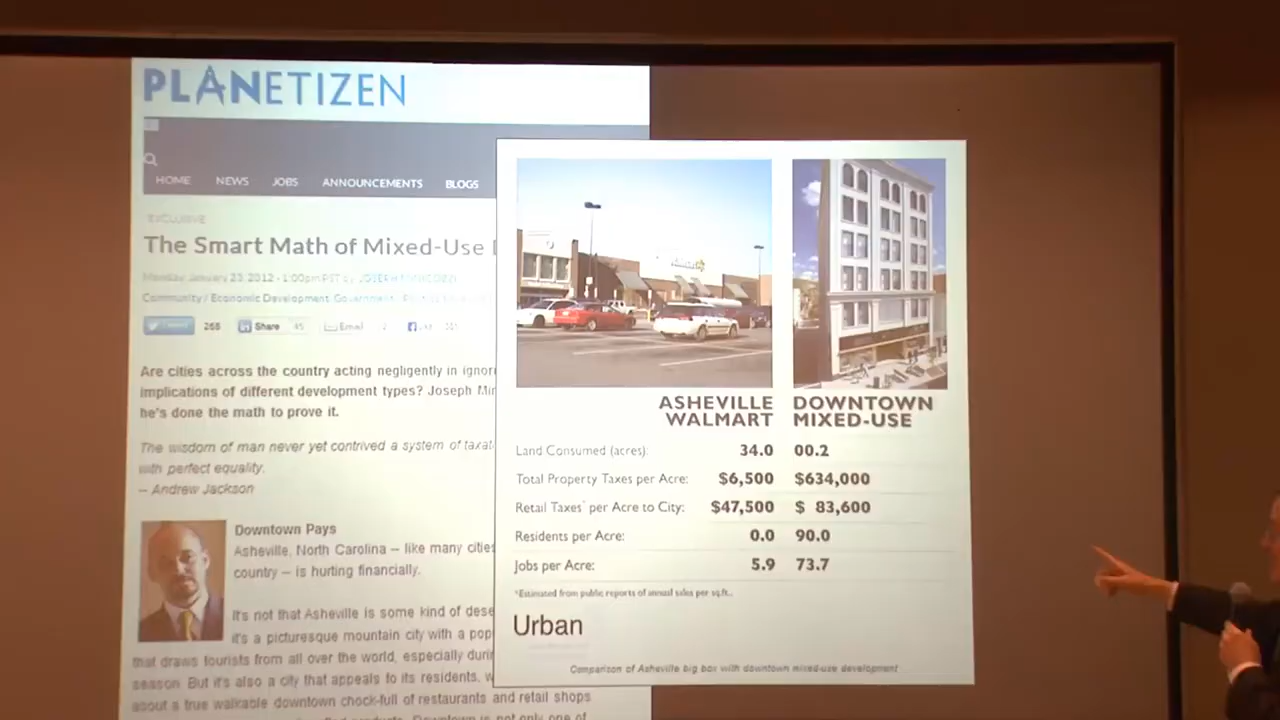 PLANETIZEN
HOME NEWS JOBS ANNOUNCEMENTS BLOGS
EXCLUSIVE
The Smart Math of Mixed-Use
Monday January 23, 2012 - 1:00pm PST by
Community / Economic Development, Government,
Tweet 268 Share 45 Email
Are cities across the country acting negligently in
implications of different development types? Joseph
he's done the math to prove it.
The wisdom of man never yet contrived a system of
with perfect equality.
– Andrew Jackson
Downtown Pays
Asheville, North Carolina – like many cities
country – is hurting financially.
It's not that Asheville is some kind of
it's a picturesque mountain city with a
that draws tourists from all over the world, especially
season. But it's also a city that appeals to its residents,
about a true walkable downtown chock-full of restaurants and retail shops
ASHEVILLE WALMART
DOWNTOWN MIXED-USE
Land Consumed (acres): 34.0 00.2
Total Property Taxes per Acre: $6,500 $634,000
Retail Taxes* per Acre to City: $47,500 $ 83,600
Residents per Acre: 0.0 90.0
Jobs per Acre: 5.9 73.7
*Estimated from public reports of annual sales per sq.ft..
Urban
Comparison of Asheville big box with downtown mixed-use development